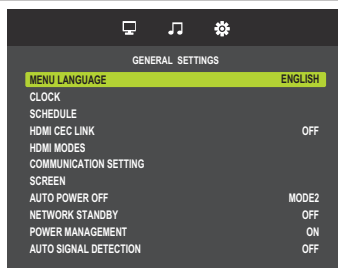 GENERAL SETTINGS
MENU LANGUAGE ENGLISH
CLOCK
SCHEDULE
HDMI CEC LINK OFF
HDMI MODES
COMMUNICATION SETTING
SCREEN
AUTO POWER OFF MODE2
NETWORK STANDBY OFF
POWER MANAGEMENT ON
AUTO SIGNAL DETECTION OFF